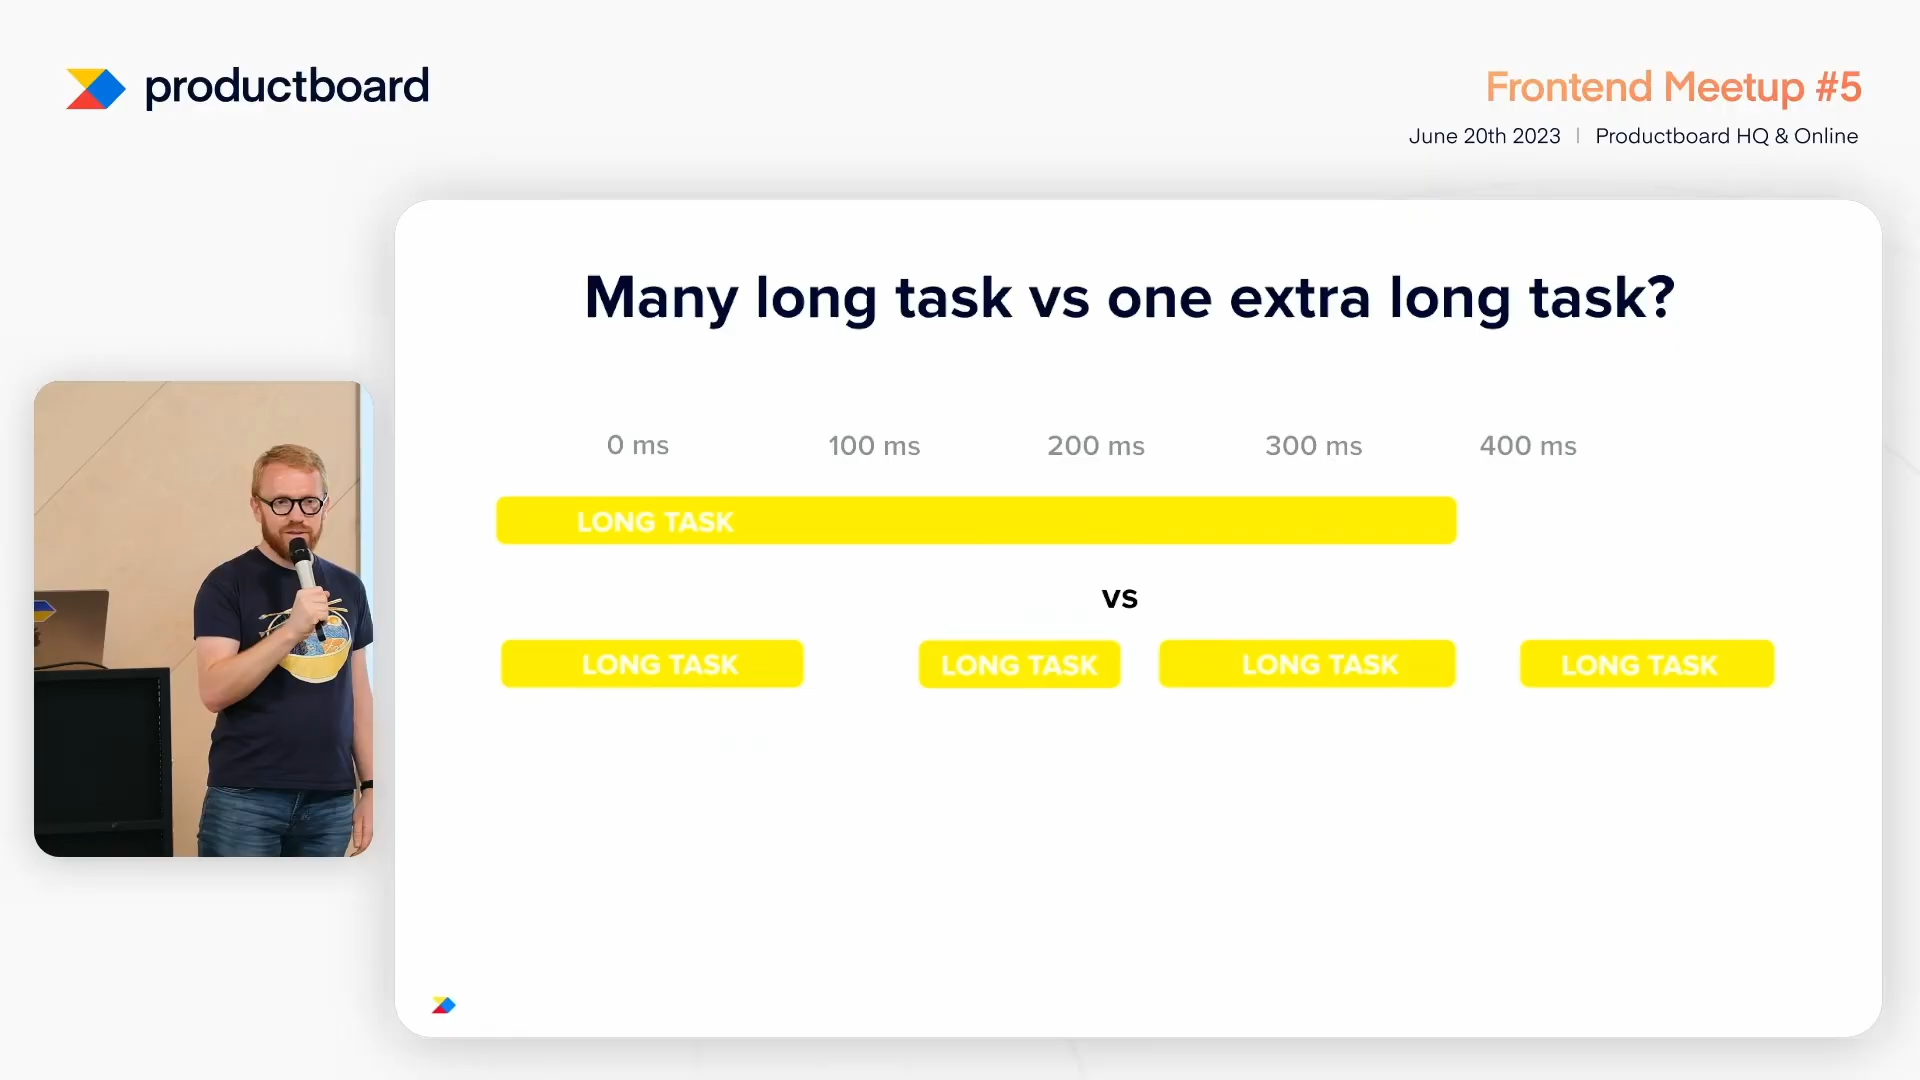 productboard
Frontend Meetup #5
June 20th 2023 | Productboard HQ & Online
Many long task vs one extra long task?
0 ms 100 ms 200 ms 300 ms 400 ms
LONG TASK
vs
LONG TASK LONG TASK LONG TASK LONG TASK